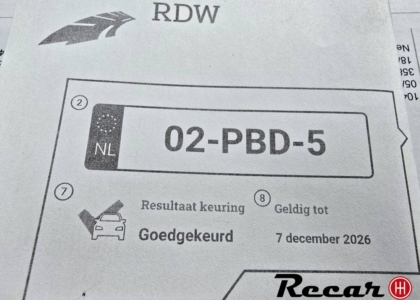 RDW
2
NL
02-PBD-5
7
Resultaat keuring
Goedgekeurd
8
Geldig tot
7 december 2026
Recar